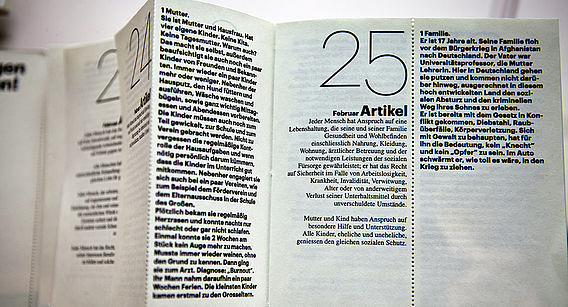 24
1 Mutter.
Sie ist Mutter und Hausfrau. Hat
vier eigene Kinder. Keine Kita.
Keine Tagesmutter. Warum auch?
Das macht sie selbst, außerdem
beaufsichtigt sie auch noch ein paar
Kinder von Freunden und Bekann-
ten. Immer wieder ein paar Kinder
mehr oder weniger. Nebenher der
Hausputz, den Hund füttern und
ausführen, Wäsche waschen und
bügeln, sowie ganz wichtig Mittag-
essen und Abendessen vorbereiten.
Die Kinder müssen auch noch zum
Teil gewickelt, zur Schule und zum
Verein gebracht werden. Nicht zu
vergessen die regelmäßige Kont-
rolle der Hausaufgaben und wenn
nötig persönlich darum kümmern,
dass die Kinder im Unterricht gut
mitkommen. Nebenher engagiert sie
sich auch bei ein paar Vereinen, wie
zum Beispiel dem Förderverein und
dem Elternausschuss in der Schule
des Großen.
Plötzlich bekam sie regelmäßig
Herzrasen und konnte nachts nur
schlecht oder gar nicht schlafen.
Einmal konnte sie 2 Wochen am
Stück kein Auge mehr zu machen.
Musste immer wieder weinen, ohne
den Grund zu kennen. Dann ging
sie zum Arzt. Diagnose: „Burnout“.
Ihr Mann nahm daraufhin ein paar
Wochen Ferien. Die kleinsten Kinder
kamen erstmal zu den Grosseltern.
25
Februar Artikel
Jeder Mensch hat Anspruch auf eine
Lebenshaltung, die seine und seiner Familie
Gesundheit und Wohlbefinden
einschliesslich Nahrung, Kleidung,
Wohnung, ärztlicher Betreuung und der
notwendigen Leistungen der sozialen
Fürsorge gewährleistet; er hat das Recht
auf Sicherheit im Falle von Arbeitslosigkeit,
Krankheit, Invalidität, Verwitwung,
Alter oder von anderweitigem
Verlust seiner Unterhaltsmittel durch
unverschuldete Umstände.
Mutter und Kind haben Anspruch auf
besondere Hilfe und Unterstützung.
Alle Kinder, eheliche und uneheliche,
geniessen den gleichen sozialen Schutz.
1 Familie.
Er ist 17 Jahre alt. Seine Familie floh
vor dem Bürgerkrieg in Afghanistan
nach Deutschland. Der Vater war
Universitätsprofessor, die Mutter
Lehrerin. Hier in Deutschland gehen
sie putzen und kommen nicht darü-
ber hinweg, ausgerechnet in diesem
hoch entwickelten Land den sozi-
alen Absturz und den kriminellen
Weg ihres Sohnes zu erleben.
Er ist bereits mit dem Gesetz in Kon-
flikt gekommen. Diebstahl, Raub-
überfälle, Körperverletzung. Sich
mit Gewalt zu behaupten, hat für
ihn die Bedeutung, kein „Knecht“
und kein „Opfer“ zu sein. Im Auto
schwärmt er, wie toll es wäre, in den
Krieg zu ziehen.